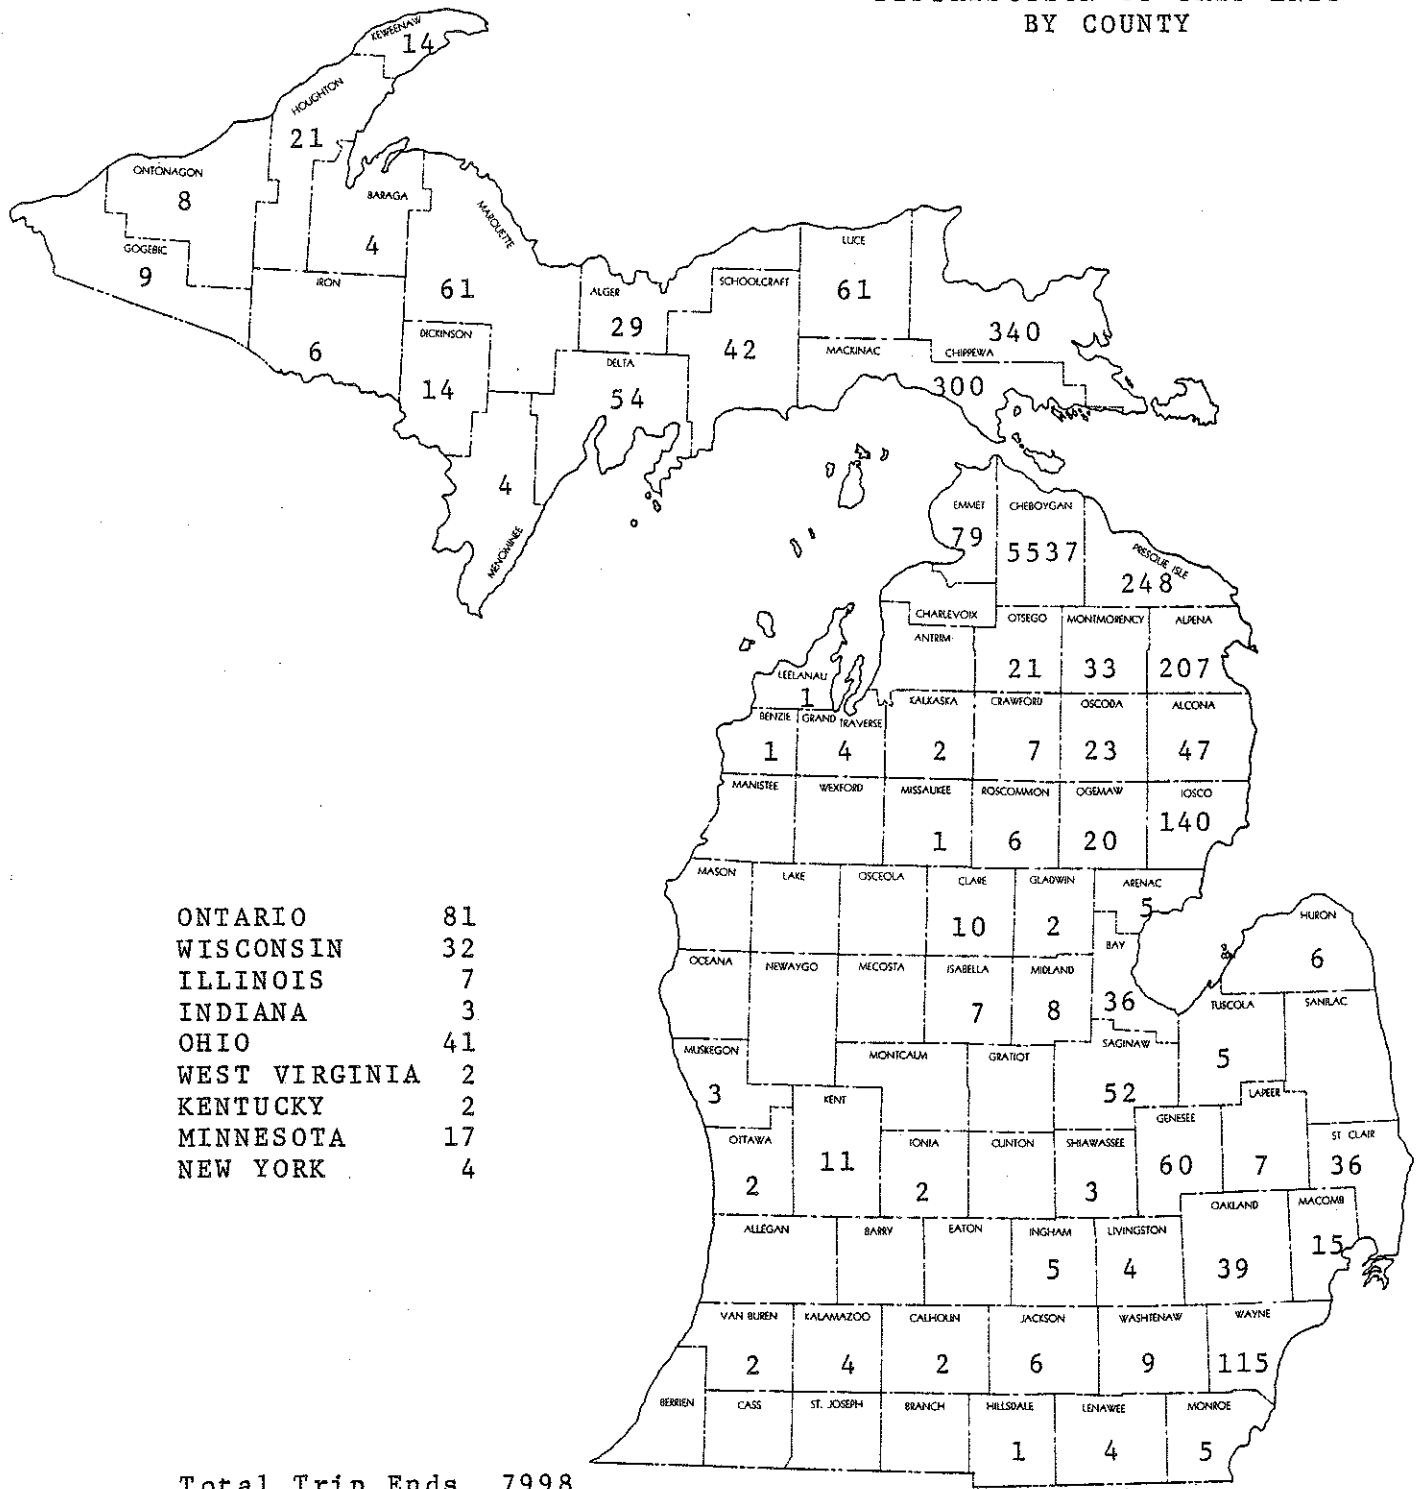 BY COUNTY
KEWEENAW
14
HOUGHTON
21
ONTONAGON
8
BARAGA
4
GOGEBIC
9
MARQUETTE
61
IRON
6
DICKINSON
14
ALGER
29
SCHOOLCRAFT
42
LUCE
61
340
MACKINAC
CHIPPEWA
300
DELTA
54
4
MENOMINEE
EMMET
79
CHEBOYGAN
5537
PRESQUE ISLE
248
CHARLEVOIX
ANTRIM
OTSEGO
21
MONTMORENCY
33
ALPENA
207
LEELANAU
1
BENZIE
1
GRAND TRAVERSE
4
KALKASKA
2
CRAWFORD
7
OSCODA
23
ALCONA
47
MANISTEE
WEXFORD
MISSAUKEE
1
ROSCOMMON
6
OGEMAW
20
IOSCO
140
MASON
LAKE
OSCEOLA
CLARE
10
GLADWIN
2
ARENAC
5
BAY
36
HURON
6
OCEANA
NEWAYGO
MECOSTA
ISABELLA
7
MIDLAND
8
TUSCOLA
5
SANILAC
MUSKEGON
3
MONTCALM
GRATIOT
SAGINAW
52
LAPEER
7
KENT
11
GENESEE
60
OTTAWA
2
IONIA
2
CLINTON
SHIAWASSEE
3
ST CLAIR
36
ALLEGAN
BARRY
EATON
INGHAM
5
LIVINGSTON
4
OAKLAND
39
MACOMB
15
VAN BUREN
2
KALAMAZOO
4
CALHOUN
2
JACKSON
6
WASHTENAW
9
WAYNE
115
BERRIEN
CASS
ST. JOSEPH
BRANCH
HILLSDALE
1
LENAWEE
4
MONROE
5
ONTARIO 81
WISCONSIN 32
ILLINOIS 7
INDIANA 3
OHIO 41
WEST VIRGINIA 2
KENTUCKY 2
MINNESOTA 17
NEW YORK 4
Total Trip Ends 7998